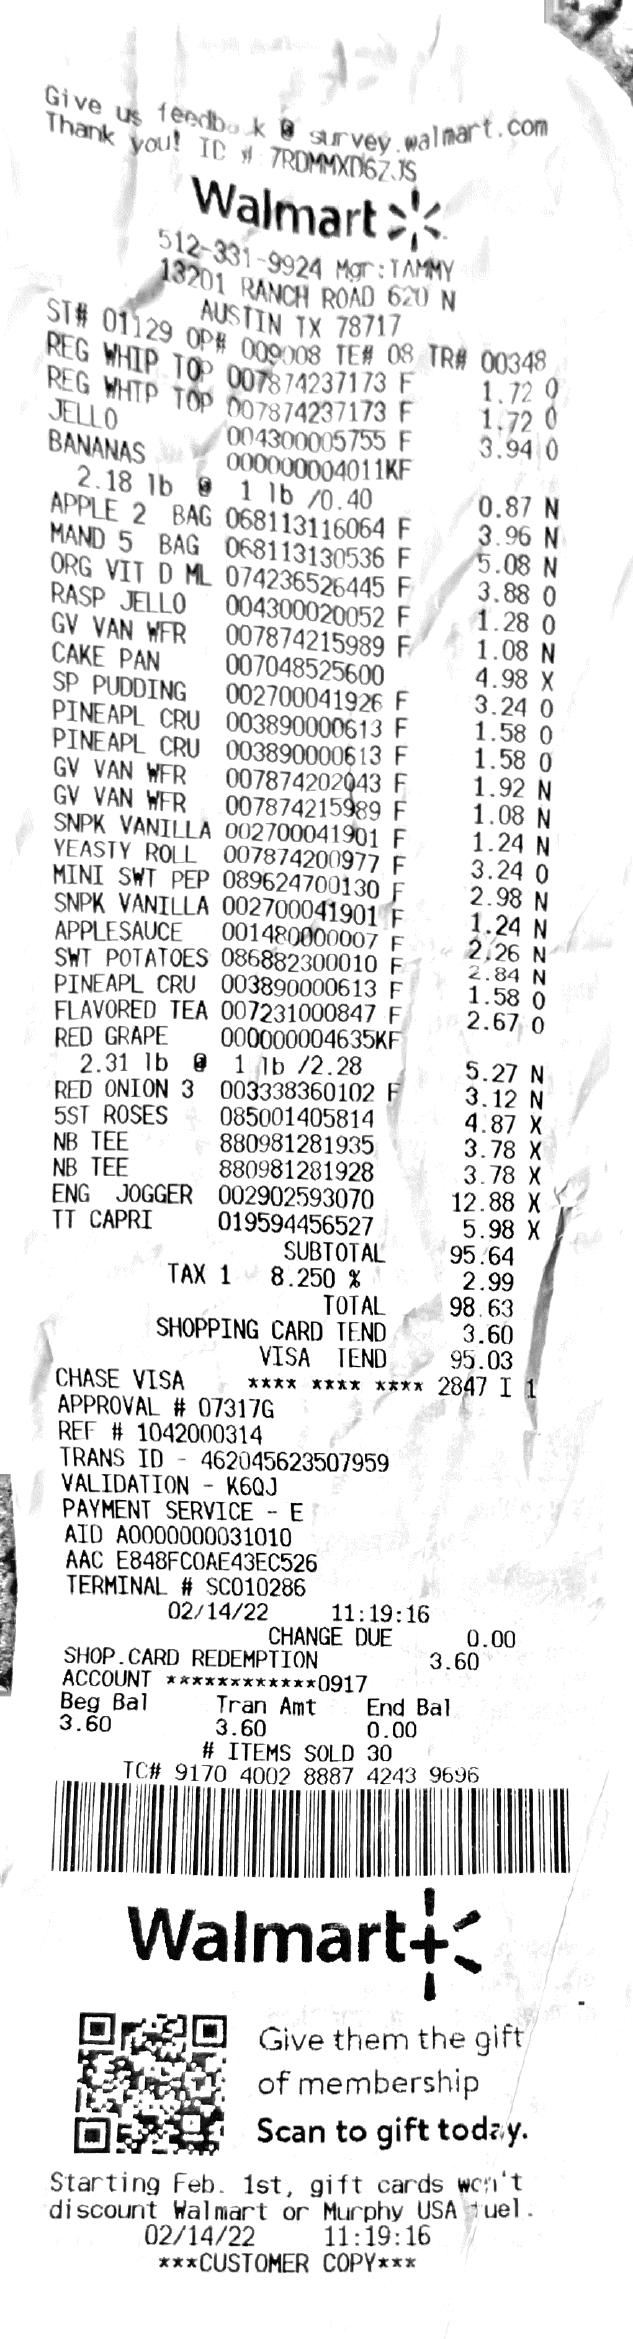 Give us feedba k @ survey.walmart.com
Thank you! ID # 7RDMMXD6ZJS
Walmart
512-331-9924 Mgr:TAMMY
13201 RANCH ROAD 620 N
AUSTIN TX 78717
ST# 01129 OP# 009008 TE# 08 TR# 00348
REG WHIP TOP 007874237173 F 1.72 O
REG WHIP TOP 007874237173 F 1.72 O
JELLO 004300005755 F 3.94 O
BANANAS 000000004011KF
2.18 lb @ 1 lb /0.40 0.87 N
APPLE 2 BAG 068113116064 F 3.96 N
MAND 5 BAG 068113130536 F 5.08 N
ORG VIT D ML 074236526445 F 3.88 O
RASP JELLO 004300020052 F 1.28 O
GV VAN WFR 007874215989 F 1.08 N
CAKE PAN 007048525600 4.98 X
SP PUDDING 002700041926 F 3.24 O
PINEAPL CRU 003890000613 F 1.58 O
PINEAPL CRU 003890000613 F 1.58 O
GV VAN WFR 007874202043 F 1.92 N
GV VAN WFR 007874215989 F 1.08 N
SNPK VANILLA 002700041901 F 1.24 N
YEASTY ROLL 007874200977 F 3.24 O
MINI SWT PEP 089624700130 F 2.98 N
SNPK VANILLA 002700041901 F 1.24 N
APPLESAUCE 001480000007 F 2.26 N
SWT POTATOES 086882300010 F 2.84 N
PINEAPL CRU 003890000613 F 1.58 O
FLAVORED TEA 007231000847 F 2.67 O
RED GRAPE 000000004635KF
2.31 lb @ 1 lb /2.28 5.27 N
RED ONION 3 003338360102 F 3.12 N
5ST ROSES 085001405814 4.87 X
NB TEE 880981281935 3.78 X
NB TEE 880981281928 3.78 X
ENG JOGGER 002902593070 12.88 X
TT CAPRI 019594456527 5.98 X
SUBTOTAL 95.64
TAX 1 8.250 % 2.99
TOTAL 98.63
SHOPPING CARD TEND 3.60
VISA TEND 95.03
CHASE VISA **** **** **** 2847 I 1
APPROVAL # 07317G
REF # 1042000314
TRANS ID - 462045623507959
VALIDATION - K6QJ
PAYMENT SERVICE - E
AID A0000000031010
AAC E848FC0AE43EC526
TERMINAL # SC010286
02/14/22 11:19:16
CHANGE DUE 0.00
SHOP.CARD REDEMPTION 3.60
ACCOUNT ************0917
Beg Bal Tran Amt End Bal
3.60 3.60 0.00
# ITEMS SOLD 30
TC# 9170 4002 8887 4243 9696
Walmart+
Give them the gift
of membership
Scan to gift today.
Starting Feb. 1st, gift cards won't
discount Walmart or Murphy USA fuel.
02/14/22 11:19:16
***CUSTOMER COPY***